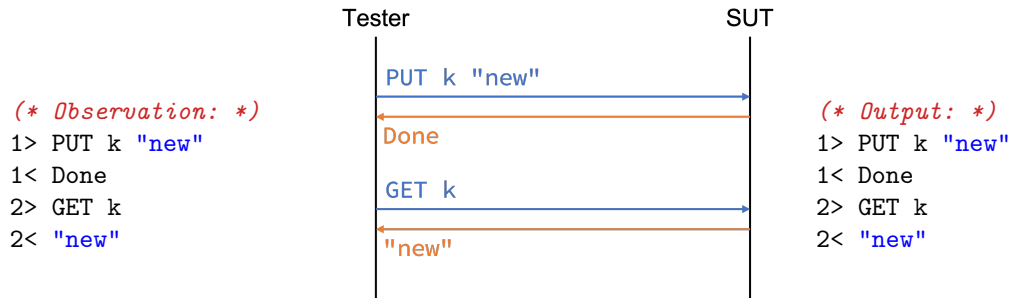 Tester
SUT
(* Observation: *)
1> PUT k "new"
1< Done
2> GET k
2< "new"
PUT k "new"
Done
GET k
"new"
(* Output: *)
1> PUT k "new"
1< Done
2> GET k
2< "new"